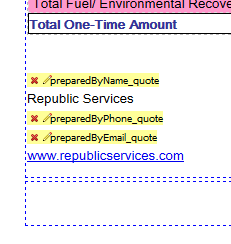 Total Fuel/ Environmental Recove
Total One-Time Amount
preparedByName_quote
Republic Services
preparedByPhone_quote
preparedByEmail_quote
www.republicservices.com